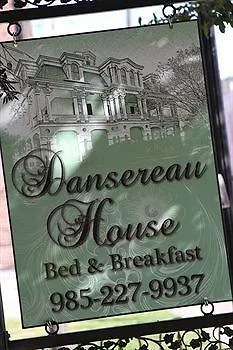 Dansereau
House
Bed & Breakfast
985-227-9937